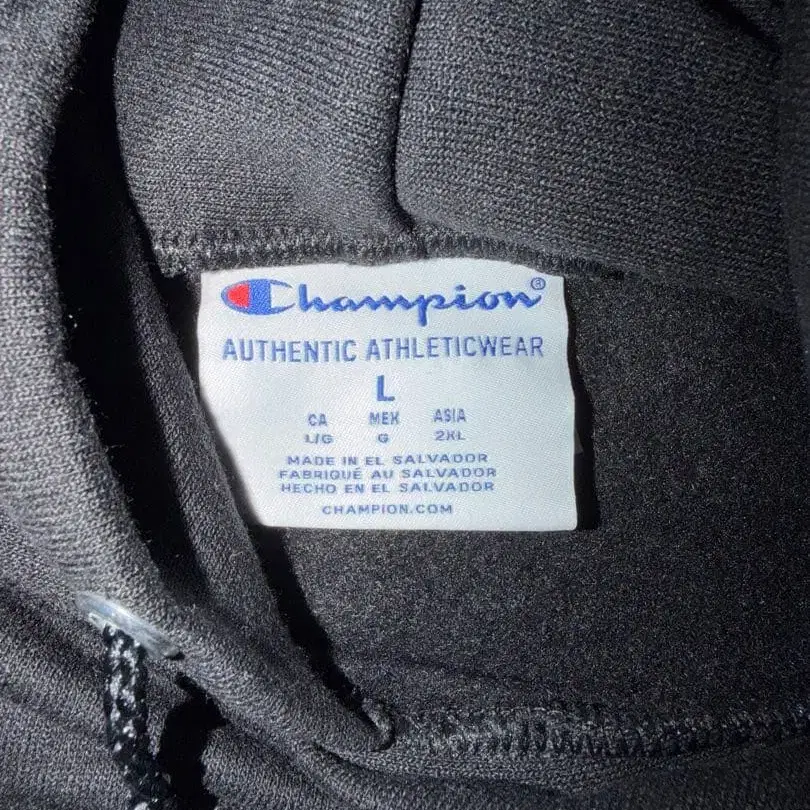 Champion®
AUTHENTIC ATHLETICWEAR
L
CA MEX ASIA
L/G G 2XL
MADE IN EL SALVADOR
FABRIQUÉ AU SALVADOR
HECHO EN EL SALVADOR
CHAMPION.COM